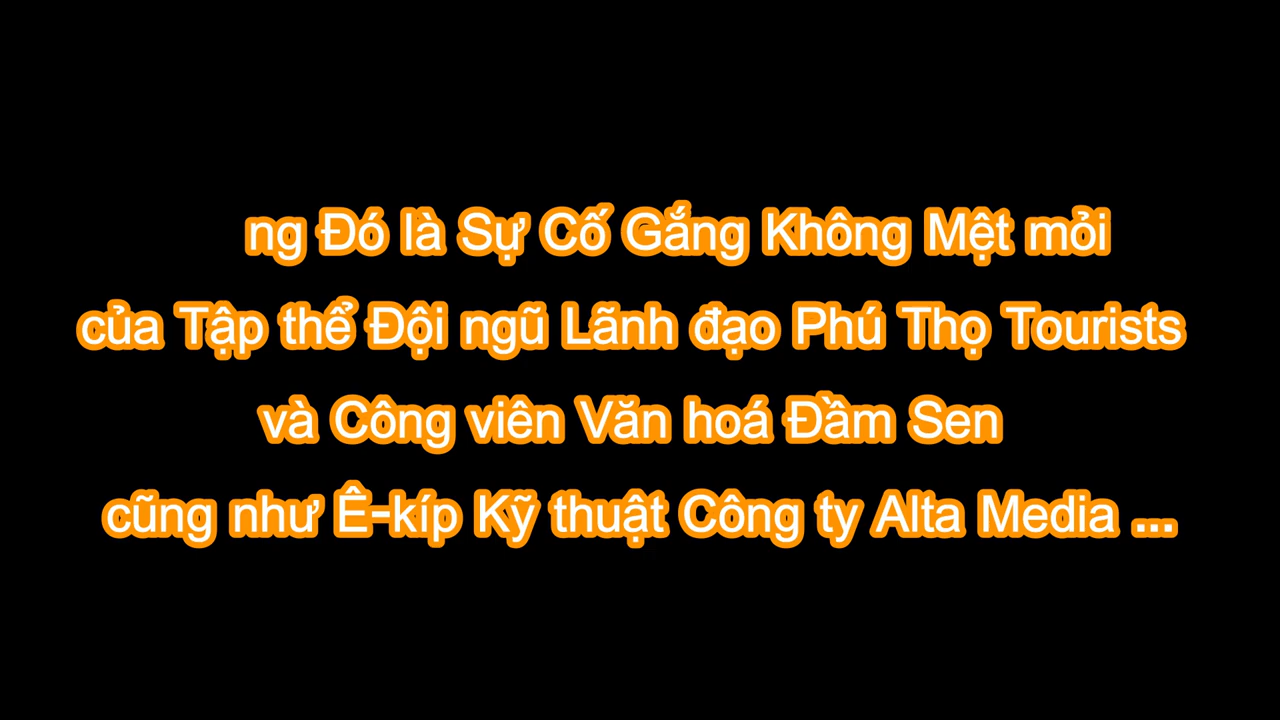 ng Đó là Sự Cố Gắng Không Mệt mỏi
của Tập thể Đội ngũ Lãnh đạo Phú Thọ Tourists
và Công viên Văn hoá Đầm Sen
cũng như Ê-kíp Kỹ thuật Công ty Alta Media ...